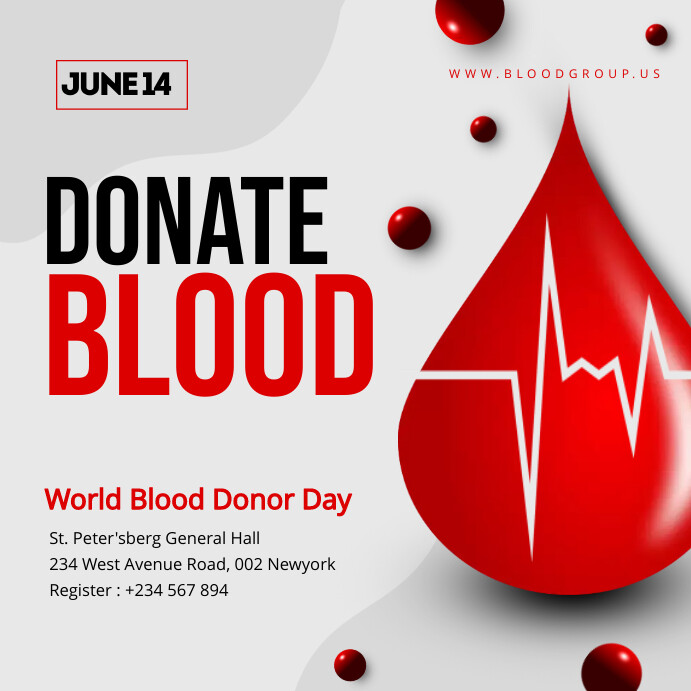 JUNE 14
WWW.BLOODGROUP.US
DONATE
BLOOD
World Blood Donor Day
St. Peter'sberg General Hall
234 West Avenue Road, 002 Newyork
Register : +234 567 894